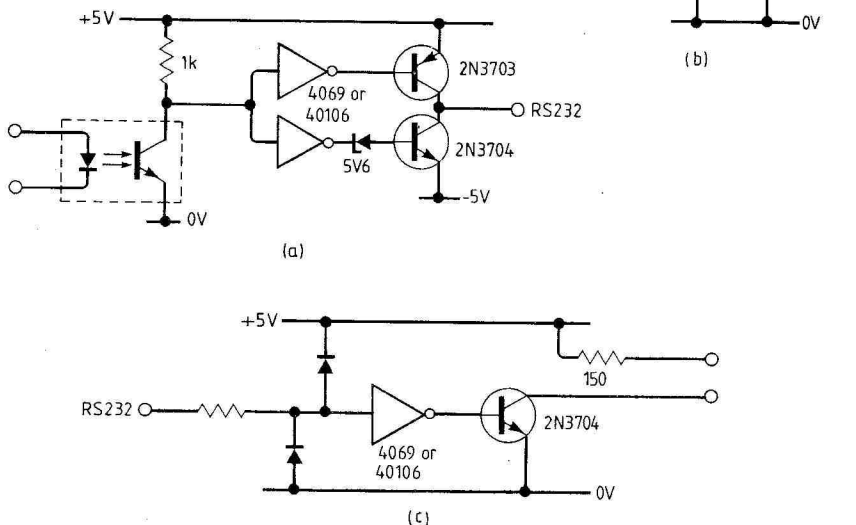 +5V
0V
(b)
1k
2N3703
4069 or
40106
RS232
2N3704
5V6
-5V
0V
(a)
+5V
150
RS232
2N3704
4069 or
40106
0V
(c)